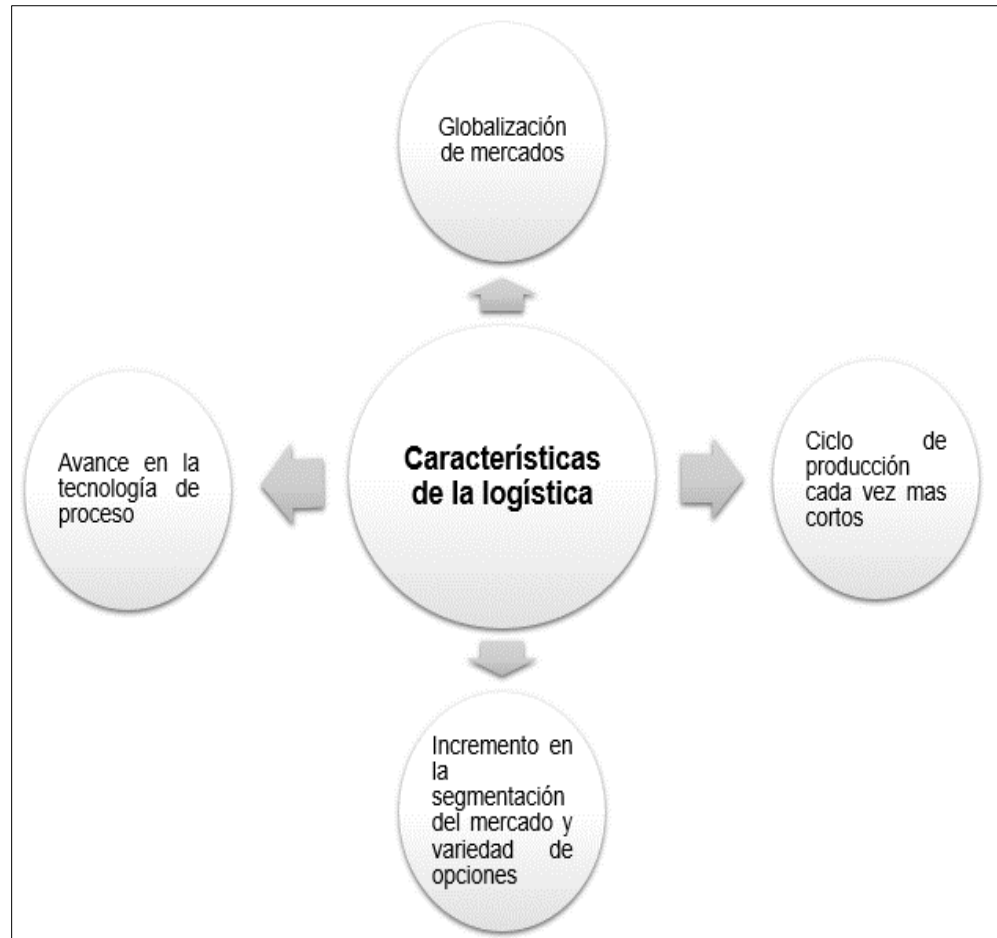 Globalización
de mercados
Características
de la logística
Avance en la
tecnología de
proceso
Ciclo de
producción
cada vez mas
cortos
Incremento en
la
segmentación
del mercado y
variedad de
opciones